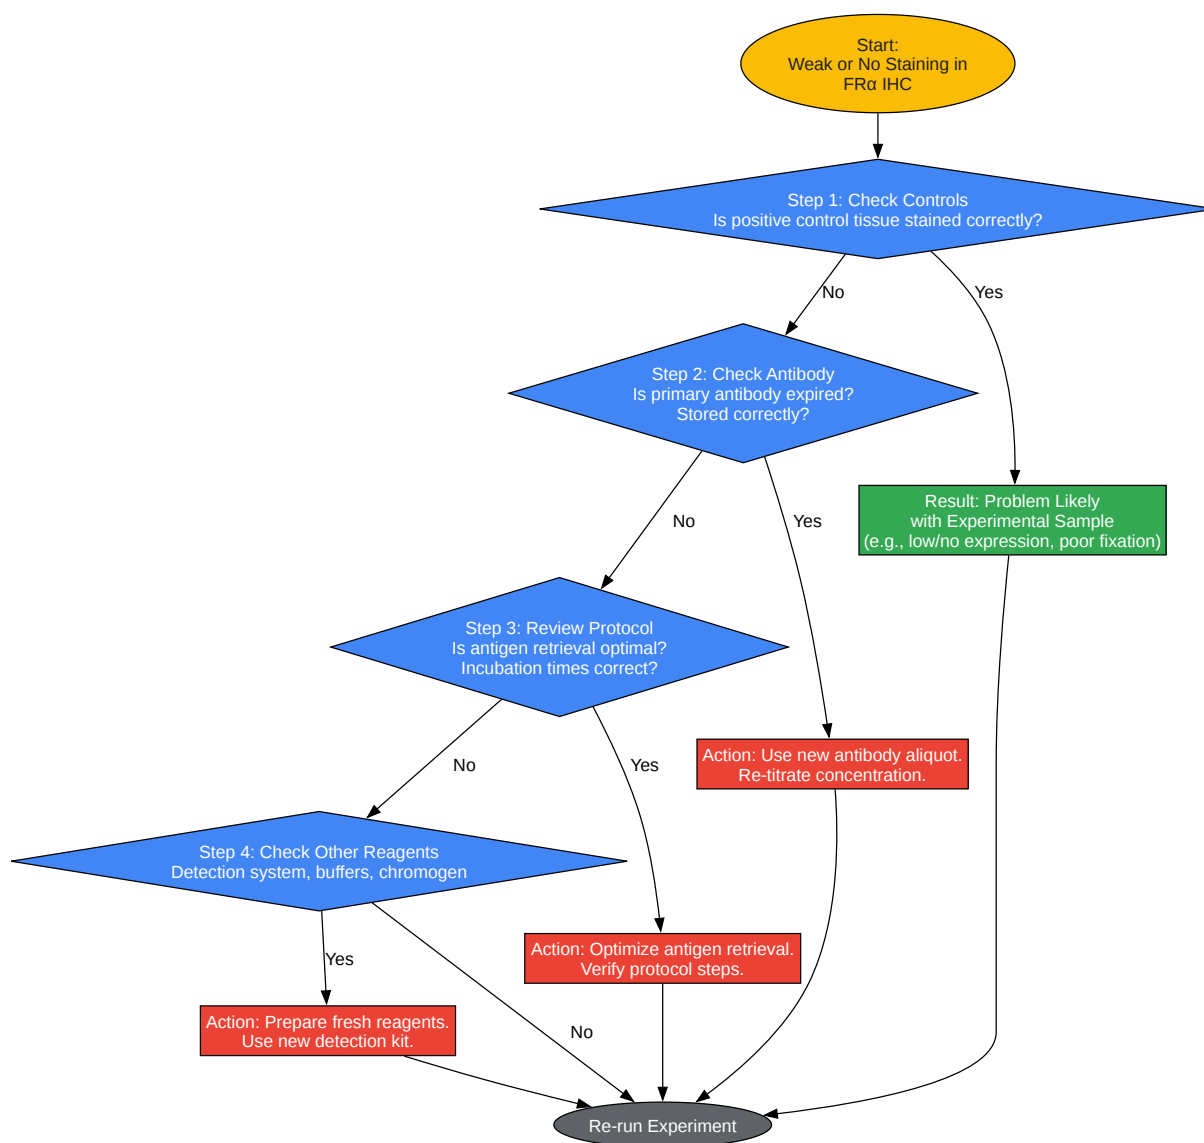 Start:
Weak or No Staining in
FRα IHC
Step 1: Check Controls
Is positive control tissue stained correctly?
No
Yes
Step 2: Check Antibody
Is primary antibody expired?
Stored correctly?
Result: Problem Likely
with Experimental Sample
(e.g., low/no expression, poor fixation)
No
Yes
Step 3: Review Protocol
Is antigen retrieval optimal?
Incubation times correct?
Action: Use new antibody aliquot.
Re-titrate concentration.
No
Yes
Step 4: Check Other Reagents
Detection system, buffers, chromogen
Action: Optimize antigen retrieval.
Verify protocol steps.
Yes
No
Action: Prepare fresh reagents.
Use new detection kit.
Re-run Experiment